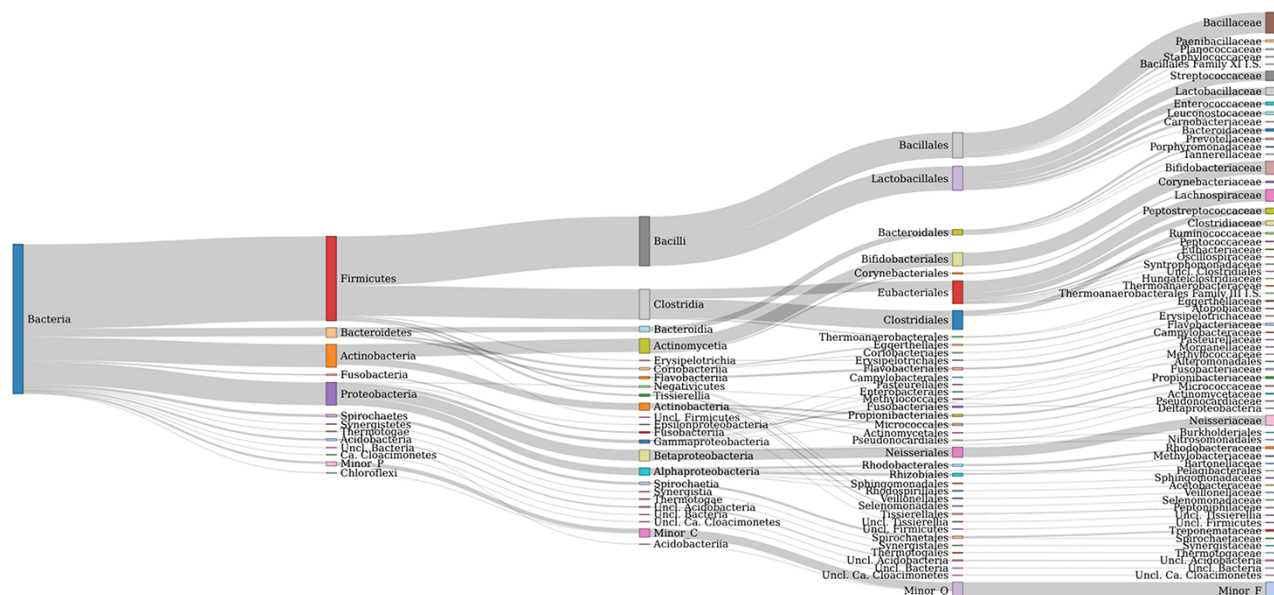 Bacteria
Firmicutes
Bacteroidetes
Actinobacteria
Fusobacteria
Proteobacteria
Spirochaetes
Synergistetes
Thermotogae
Acidobacteria
Uncl. Bacteria
Ca. Cloacimonetes
Minor_P
Chloroflexi
Bacilli
Clostridia
Bacteroidia
Actinomycetia
Erysipelotrichia
Coriobacteriia
Flavobacteriia
Negativicutes
Tissierellia
Actinobacteria
Uncl. Firmicutes
Epsilonproteobacteria
Fusobacteriia
Gammaproteobacteria
Betaproteobacteria
Alphaproteobacteria
Spirochaetia
Synergistia
Thermotogae
Uncl. Acidobacteria
Uncl. Bacteria
Uncl. Ca. Cloacimonetes
Minor_C
Acidobacteriia
Bacillales
Lactobacillales
Bacteroidales
Bifidobacteriales
Corynebacteriales
Eubacteriales
Clostridiales
Thermoanaerobacterales
Eggerthellales
Coriobacteriales
Erysipelotrichales
Flavobacteriales
Campylobacterales
Pasteurellales
Enterobacterales
Methylococcales
Fusobacteriales
Propionibacteriales
Micrococcales
Actinomycetales
Pseudonocardiales
Neisseriales
Rhodobacterales
Rhizobiales
Sphingomonadales
Rhodospirillales
Veillonellales
Selenomonadales
Tissierellales
Uncl. Tissierellia
Uncl. Firmicutes
Spirochaetales
Synergistales
Thermotogales
Uncl. Acidobacteria
Uncl. Bacteria
Uncl. Ca. Cloacimonetes
Minor_O
Bacillaceae
Paenibacillaceae
Planococcaceae
Staphylococcaceae
Bacillales Family XI I.S.
Streptococcaceae
Lactobacillaceae
Enterococcaceae
Leuconostocaceae
Carnobacteriaceae
Bacteroidaceae
Prevotellaceae
Porphyromonadaceae
Tannerellaceae
Bifidobacteriaceae
Corynebacteriaceae
Lachnospiraceae
Peptostreptococcaceae
Clostridiaceae
Ruminococcaceae
Peptococcaceae
Eubacteriaceae
Oscillospiraceae
Syntrophomonadaceae
Uncl. Clostridiales
Hungateiclostridiaceae
Thermoanaerobacteraceae
Thermoanaerobacterales Family III I.S.
Eggerthellaceae
Atopobiaceae
Erysipelotrichaceae
Flavobacteriaceae
Campylobacteraceae
Pasteurellaceae
Morganellaceae
Methylococcaceae
Alteromonadales
Fusobacteriaceae
Propionibacteriaceae
Micrococcaceae
Actinomycetaceae
Pseudonocardiaceae
Deltaproteobacteria
Neisseriaceae
Burkholderiales
Nitrosomonadales
Rhodobacteraceae
Methylobacteriaceae
Bartonellaceae
Pelagibacterales
Sphingomonadaceae
Acetobacteraceae
Veillonellaceae
Selenomonadaceae
Peptoniphilaceae
Uncl. Tissierellia
Uncl. Firmicutes
Treponemataceae
Spirochaetaceae
Synergistaceae
Thermotogaceae
Uncl. Acidobacteria
Uncl. Bacteria
Uncl. Ca. Cloacimonetes
Minor_F